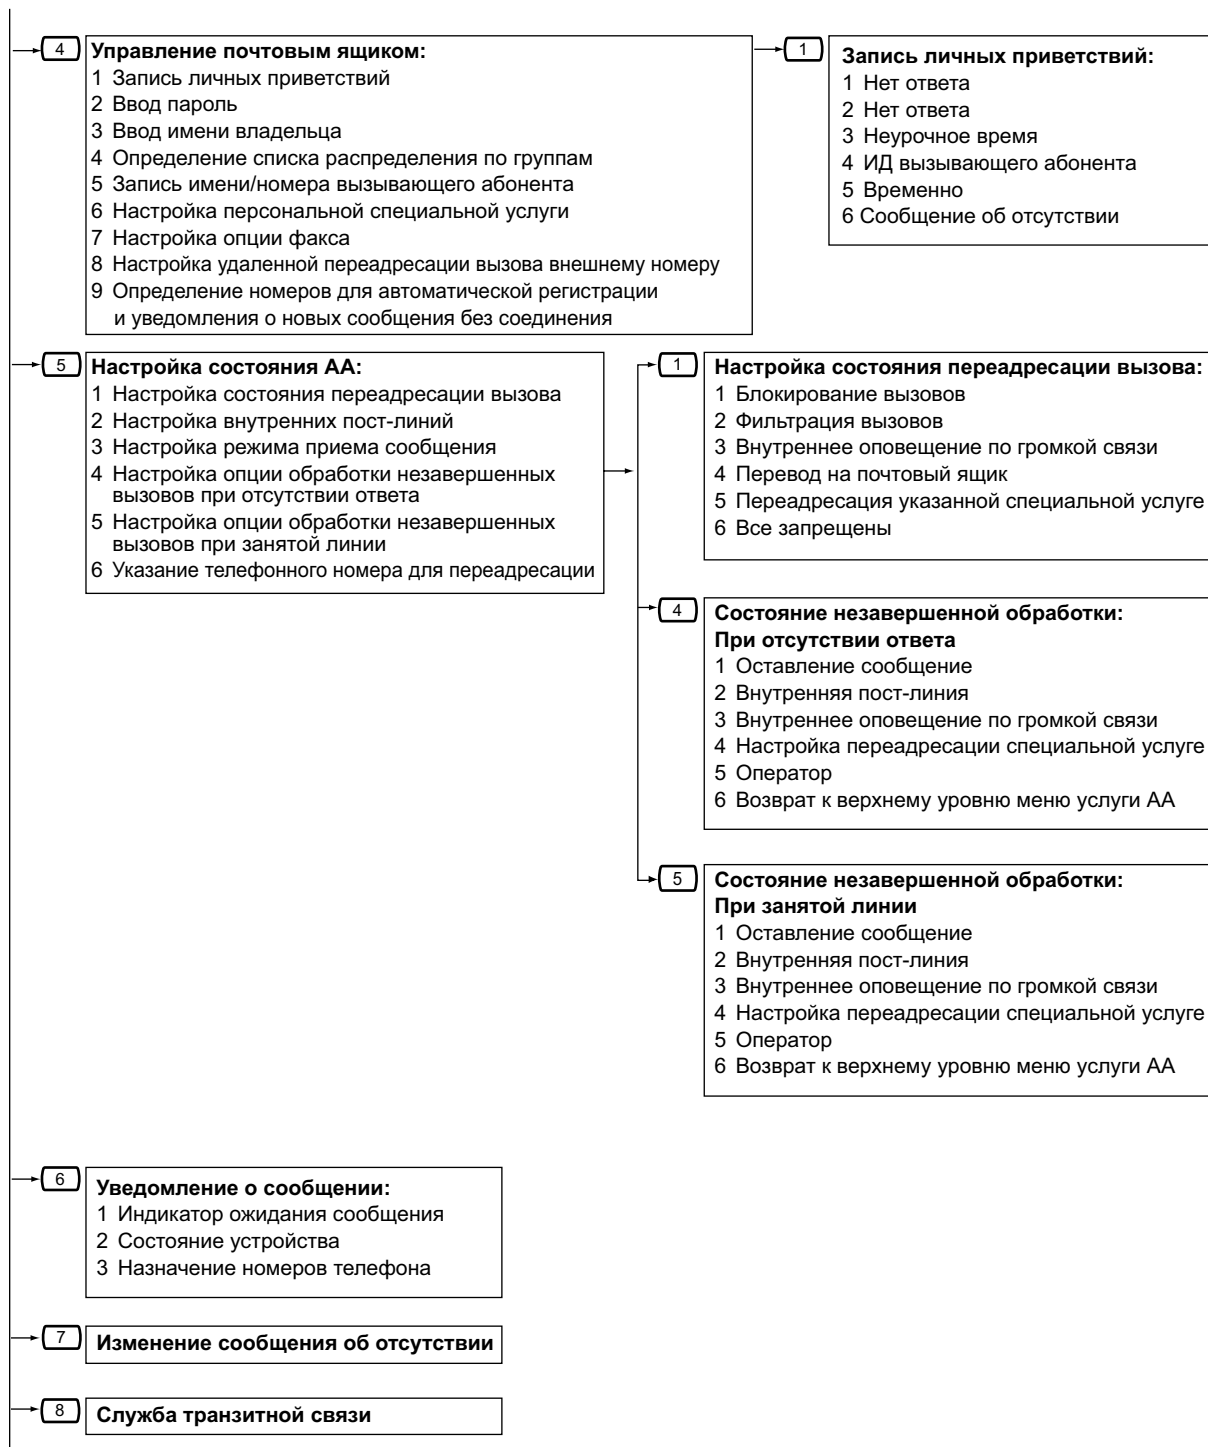 4
Управление почтовым ящиком:
1 Запись личных приветствий
2 Ввод пароль
3 Ввод имени владельца
4 Определение списка распределения по группам
5 Запись имени/номера вызывающего абонента
6 Настройка персональной специальной услуги
7 Настройка опции факса
8 Настройка удаленной переадресации вызова внешнему номеру
9 Определение номеров для автоматической регистрации
и уведомления о новых сообщения без соединения
1
Запись личных приветствий:
1 Нет ответа
2 Нет ответа
3 Неурочное время
4 ИД вызывающего абонента
5 Временно
6 Сообщение об отсутствии
5
Настройка состояния АА:
1 Настройка состояния переадресации вызова
2 Настройка внутренних пост-линий
3 Настройка режима приема сообщения
4 Настройка опции обработки незавершенных
вызовов при отсутствии ответа
5 Настройка опции обработки незавершенных
вызовов при занятой линии
6 Указание телефонного номера для переадресации
1
Настройка состояния переадресации вызова:
1 Блокирование вызовов
2 Фильтрация вызовов
3 Внутреннее оповещение по громкой связи
4 Перевод на почтовый ящик
5 Переадресация указанной специальной услуге
6 Все запрещены
4
Состояние незавершенной обработки:
При отсутствии ответа
1 Оставление сообщение
2 Внутренняя пост-линия
3 Внутреннее оповещение по громкой связи
4 Настройка переадресации специальной услуге
5 Оператор
6 Возврат к верхнему уровню меню услуги АА
5
Состояние незавершенной обработки:
При занятой линии
1 Оставление сообщение
2 Внутренняя пост-линия
3 Внутреннее оповещение по громкой связи
4 Настройка переадресации специальной услуге
5 Оператор
6 Возврат к верхнему уровню меню услуги АА
6
Уведомление о сообщении:
1 Индикатор ожидания сообщения
2 Состояние устройства
3 Назначение номеров телефона
7
Изменение сообщения об отсутствии
8
Служба транзитной связи